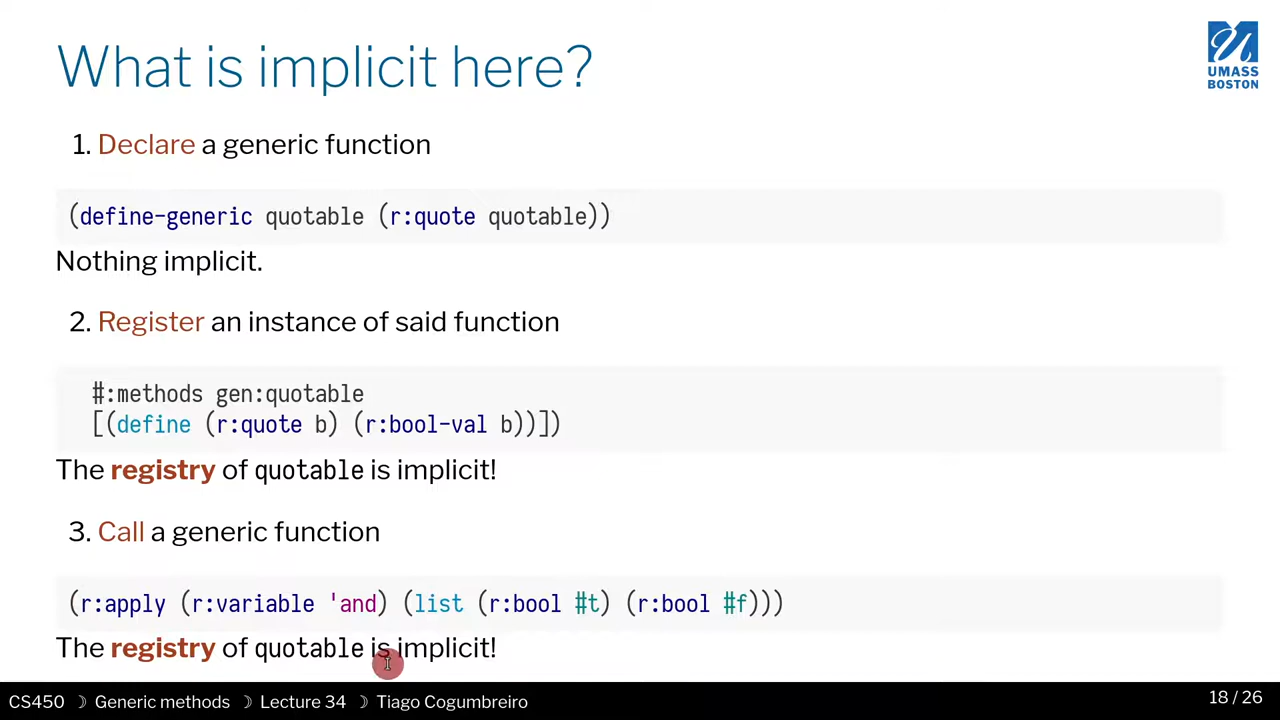 What is implicit here?
UMASS
BOSTON
1. Declare a generic function
(define-generic quotable (r:quote quotable))
Nothing implicit.
2. Register an instance of said function
#:methods gen:quotable
[(define (r:quote b) (r:bool-val b))])
The registry of quotable is implicit!
3. Call a generic function
(r:apply (r:variable 'and) (list (r:bool #t) (r:bool #f)))
The registry of quotable is implicit!
CS450 ☽ Generic methods ☽ Lecture 34 ☽ Tiago Cogumbreiro
18 / 26